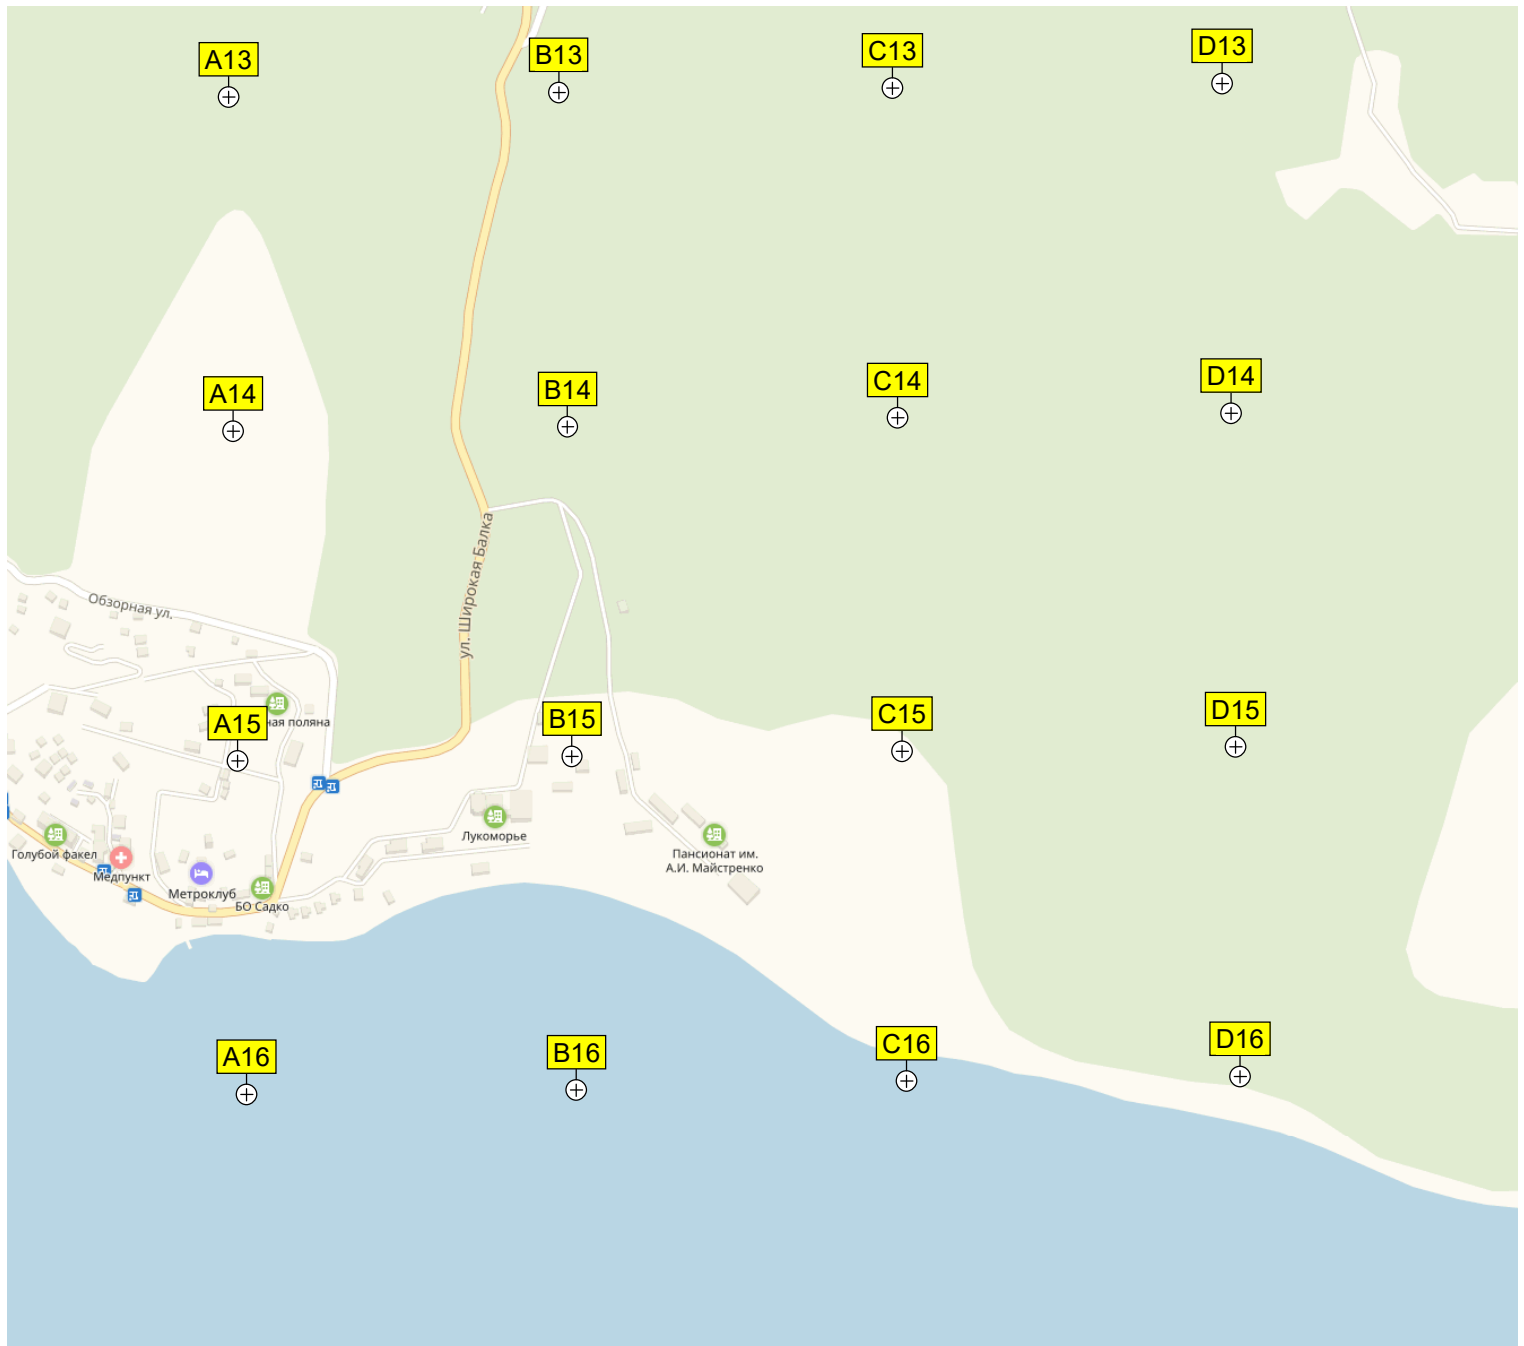 A13
B13
C13
D13
A14
B14
C14
D14
ул. Широкая Балка
Обзорная ул.
A15
ная поляна
B15
C15
D15
Лукоморье
Голубой факел
Пансионат им.
А.И. Майстренко
Медпункт
Метроклуб
БО Садко
A16
B16
C16
D16